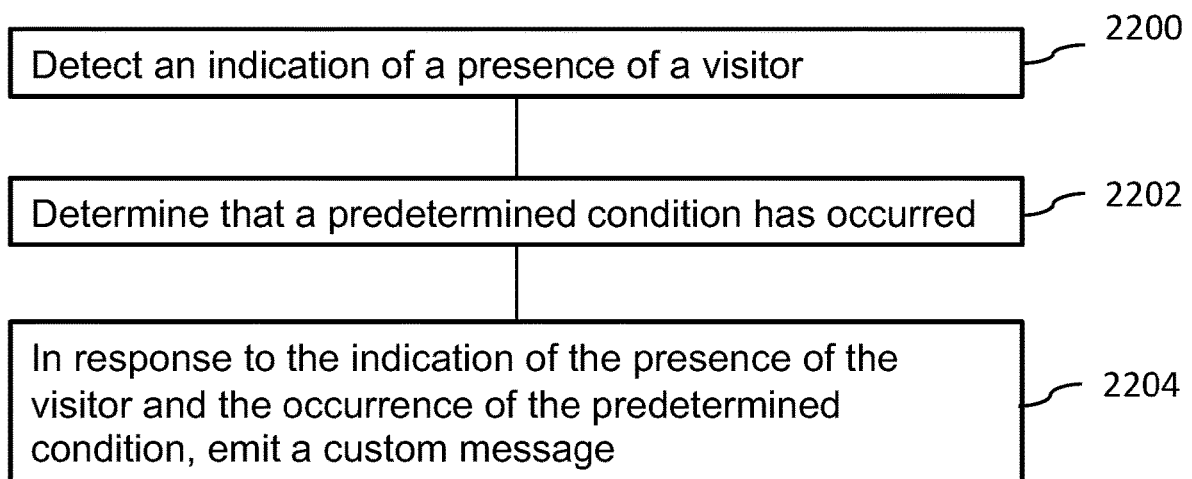 2200
Detect an indication of a presence of a visitor
2202
Determine that a predetermined condition has occurred
In response to the indication of the presence of the
visitor and the occurrence of the predetermined
2204
condition, emit a custom message